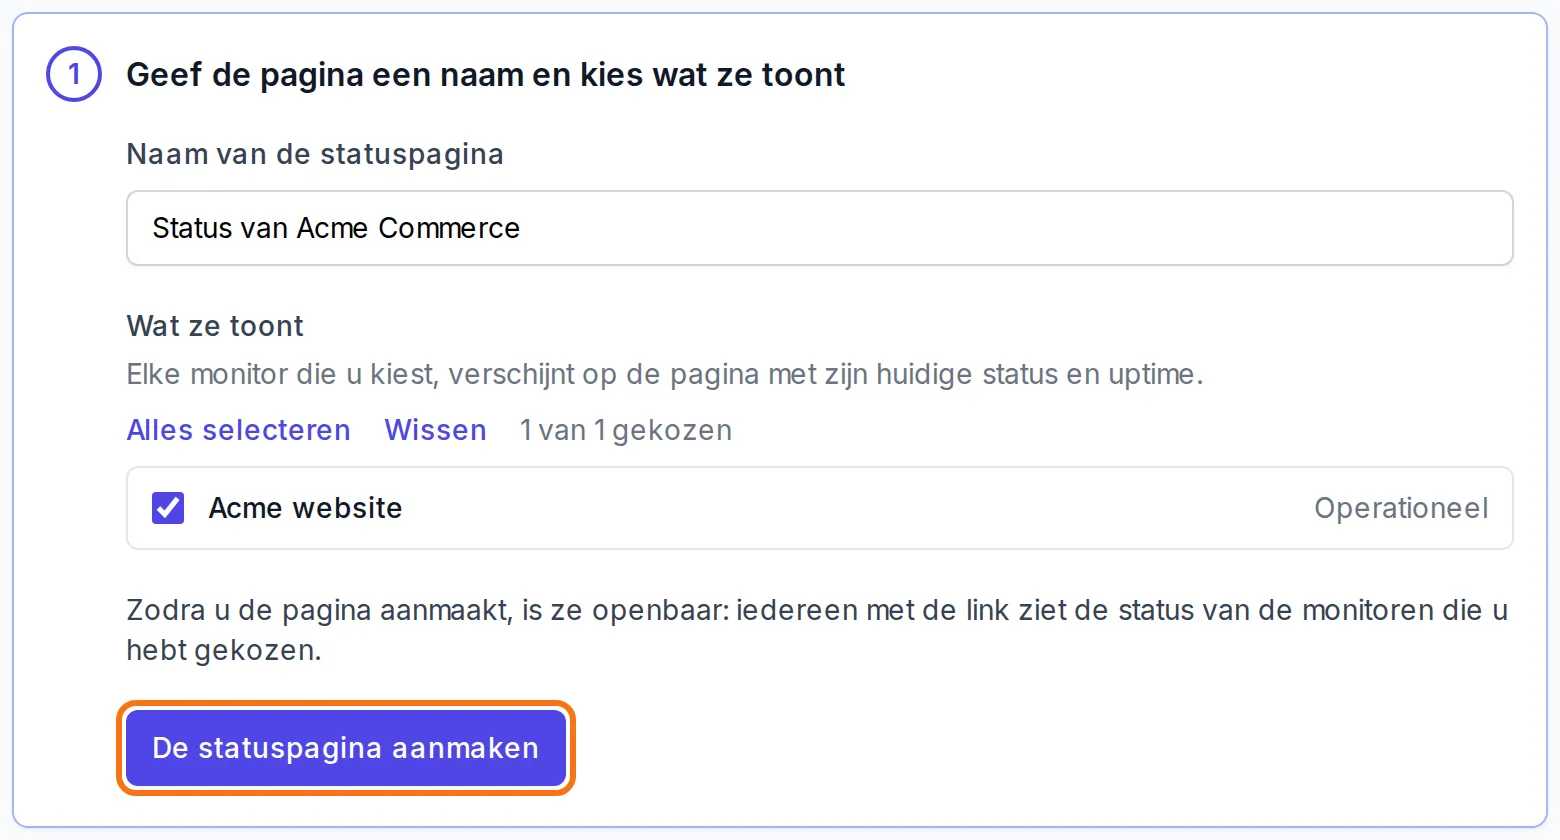 1
Geef de pagina een naam en kies wat ze toont
Naam van de statuspagina
Status van Acme Commerce
Wat ze toont
Elke monitor die u kiest, verschijnt op de pagina met zijn huidige status en uptime.
Alles selecteren Wissen 1 van 1 gekozen
Acme website Operationeel
Zodra u de pagina aanmaakt, is ze openbaar: iedereen met de link ziet de status van de monitoren die u
hebt gekozen.
De statuspagina aanmaken